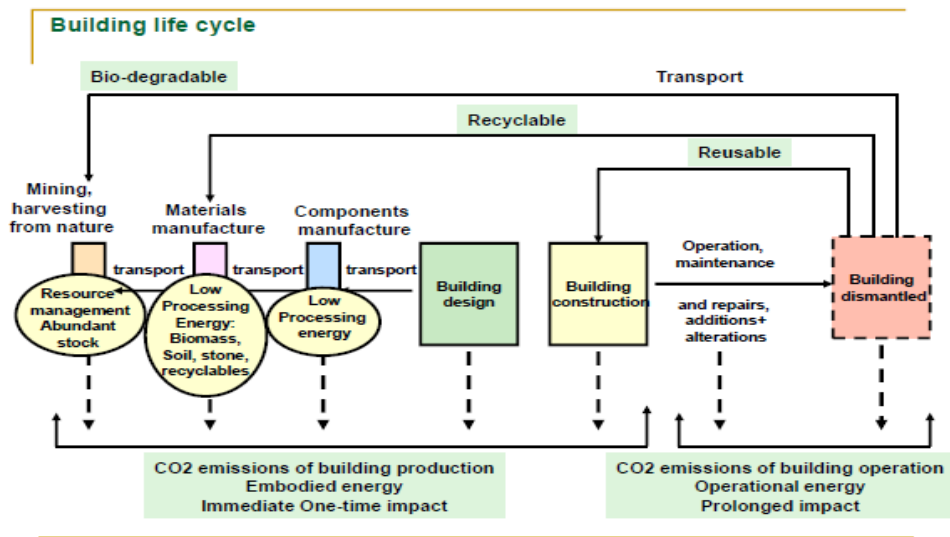 Building life cycle
Bio-degradable
Transport
Recyclable
Reusable
Mining,
harvesting
from nature
Materials
manufacture
Components
manufacture
transport
transport
transport
Resource
management
Abundant
stock
Low
Processing
Energy:
Biomass,
Soil, stone,
recyclables
Low
Processing
energy
Building
design
Building
construction
Operation,
maintenance
and repairs,
additions+
alterations
Building
dismantled
CO2 emissions of building production
Embodied energy
Immediate One-time impact
CO2 emissions of building operation
Operational energy
Prolonged impact